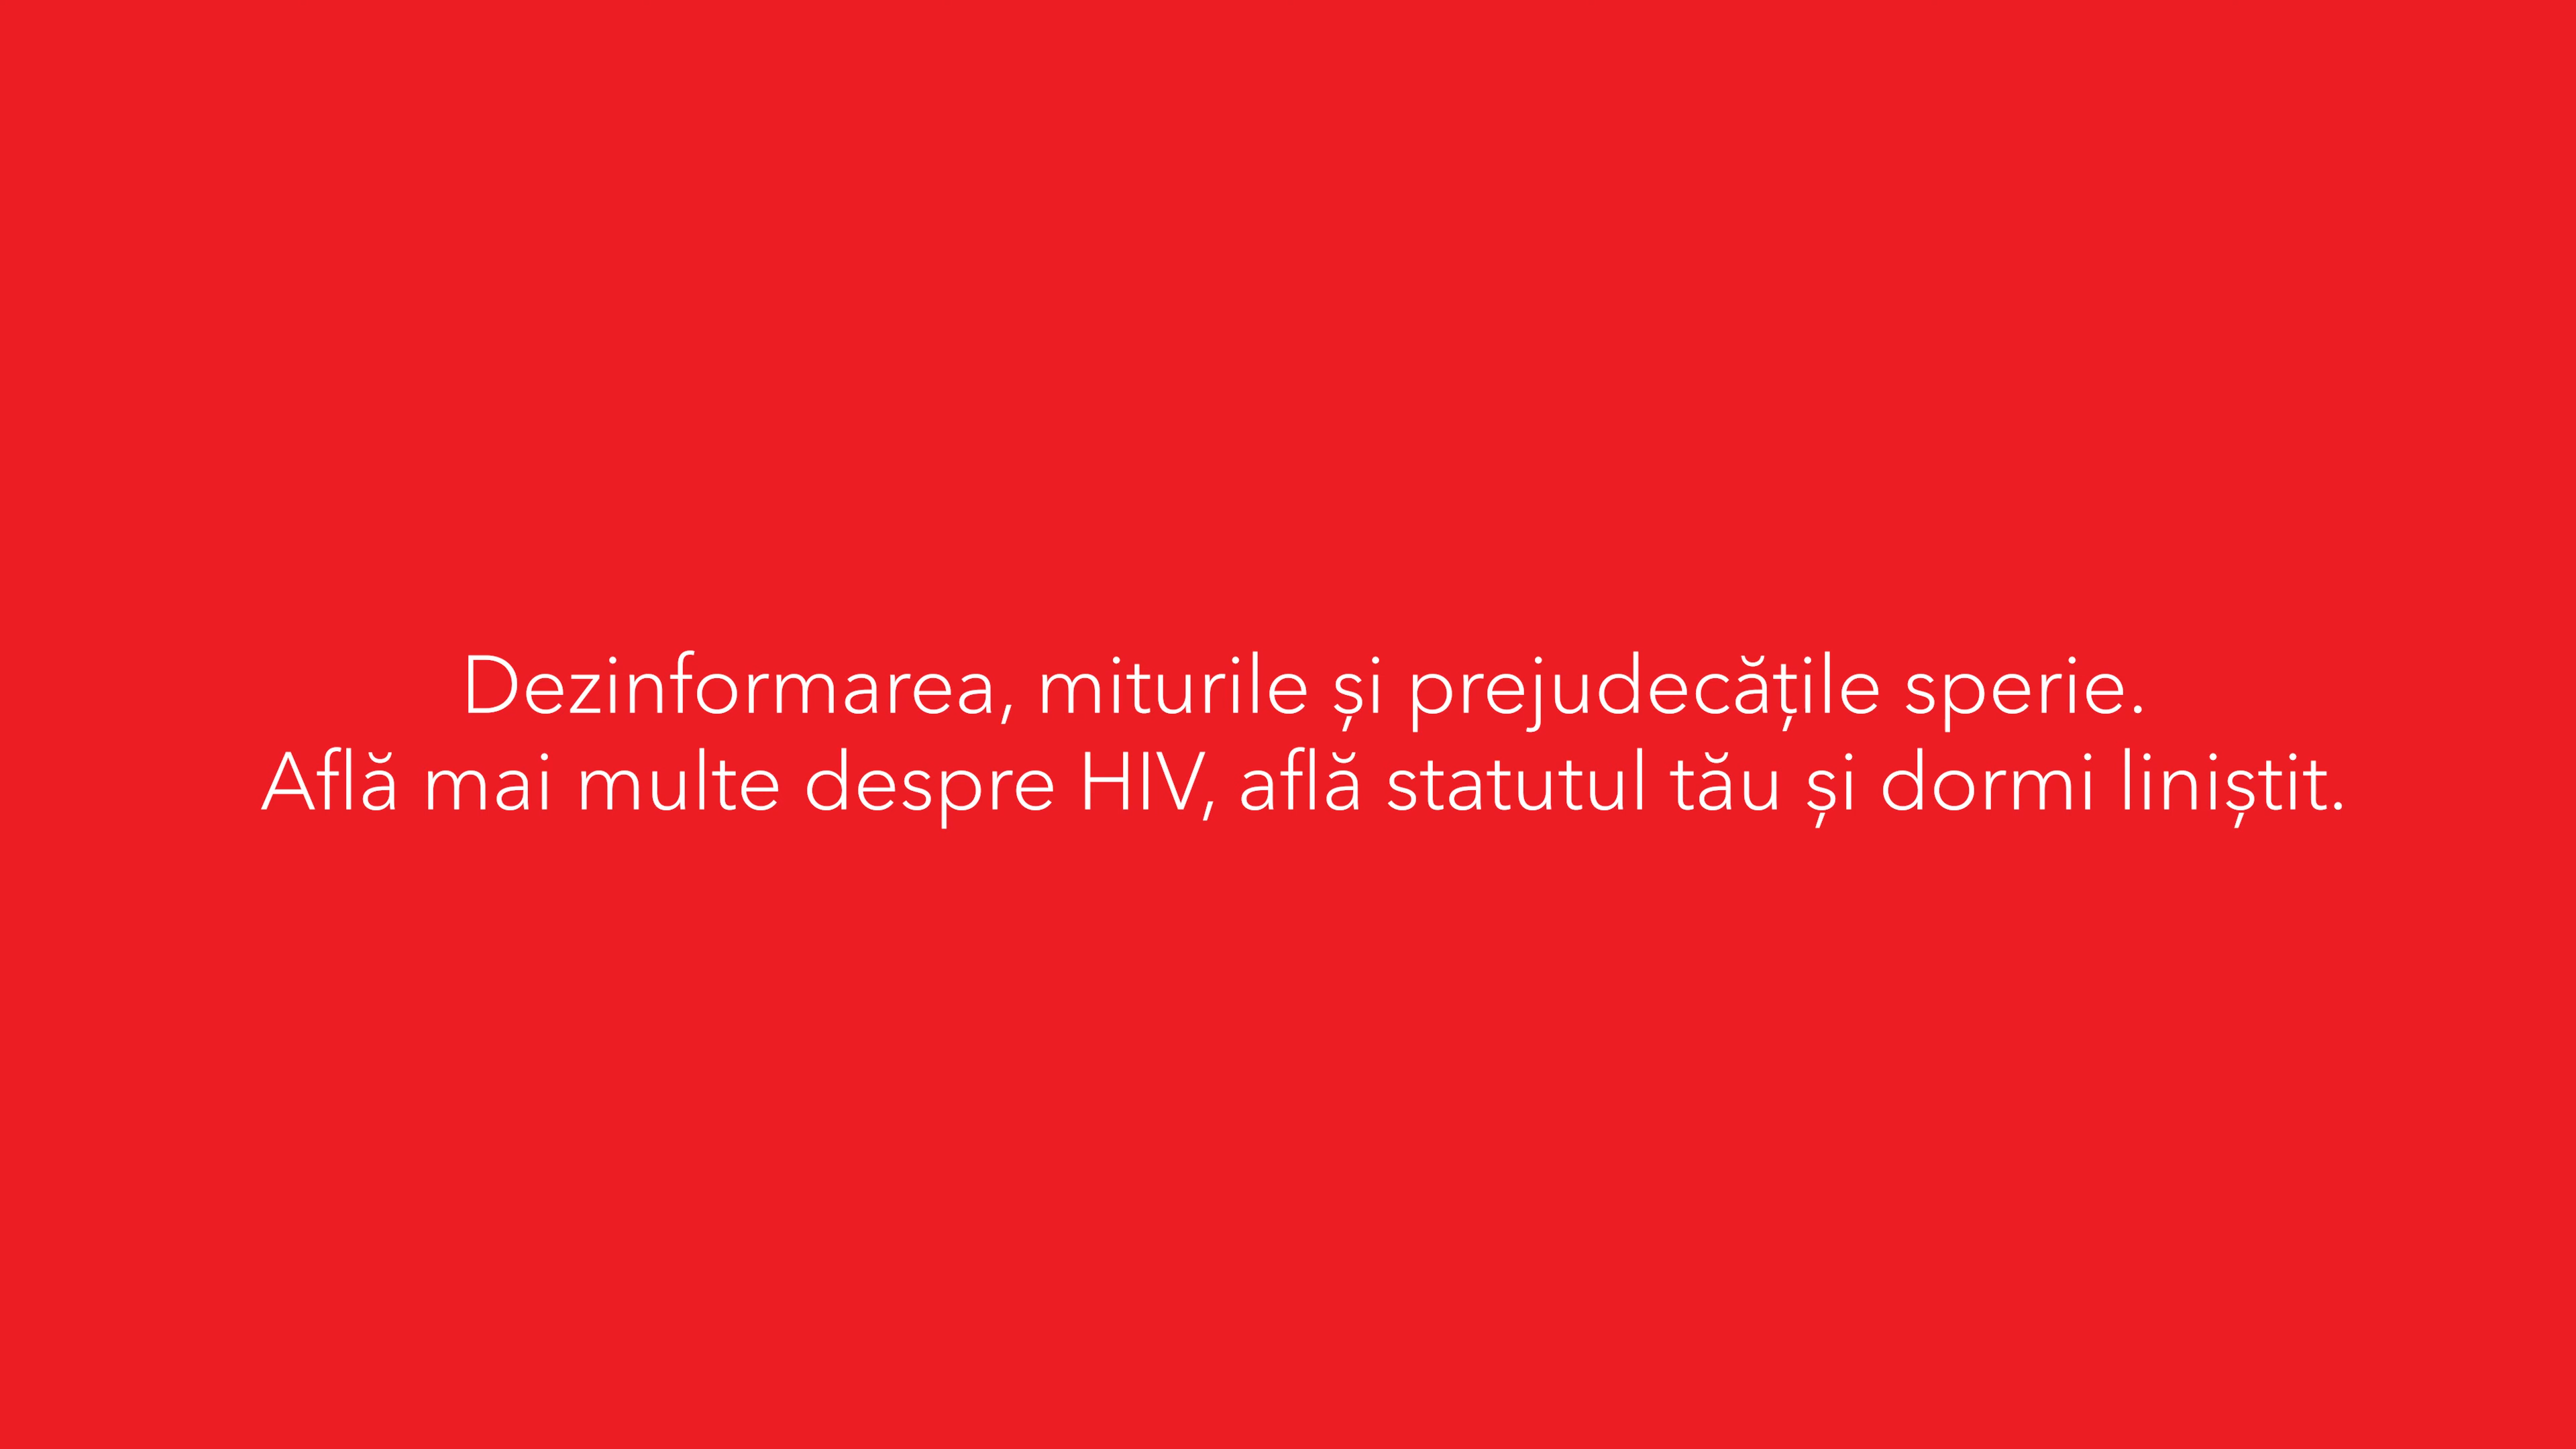 Dezinformarea, miturile și prejudecățile sperie.
Află mai multe despre HIV, află statutul tău și dormi liniștit.